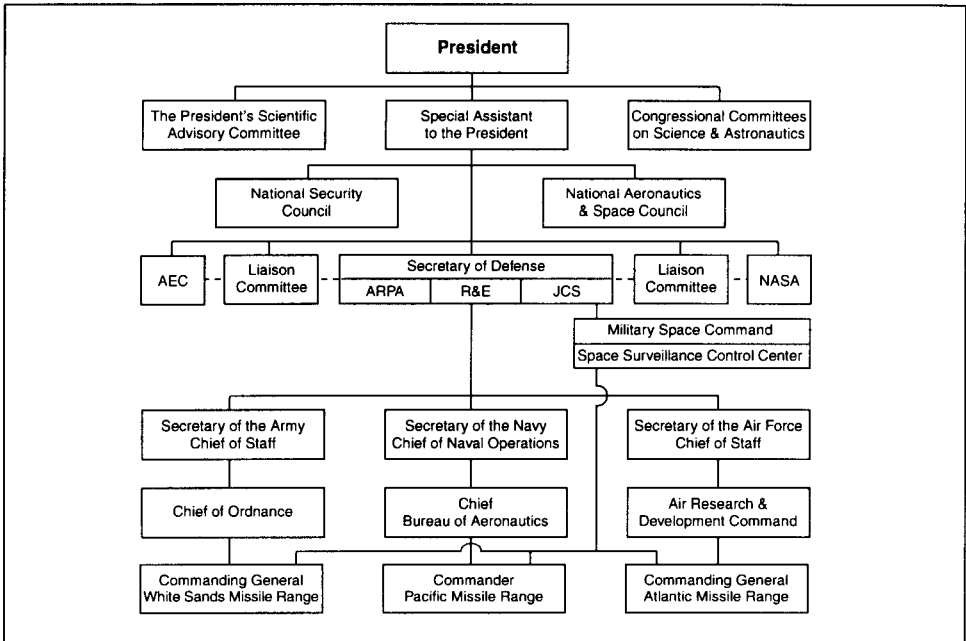 President
The President's Scientific
Advisory Committee
Special Assistant
to the President
Congressional Committees
on Science & Astronautics
National Security
Council
National Aeronautics
& Space Council
AEC
Liaison
Committee
Secretary of Defense
ARPA
R&E
JCS
Liaison
Committee
NASA
Military Space Command
Space Surveillance Control Center
Secretary of the Army
Chief of Staff
Secretary of the Navy
Chief of Naval Operations
Secretary of the Air Force
Chief of Staff
Chief of Ordnance
Chief
Bureau of Aeronautics
Air Research &
Development Command
Commanding General
White Sands Missile Range
Commander
Pacific Missile Range
Commanding General
Atlantic Missile Range